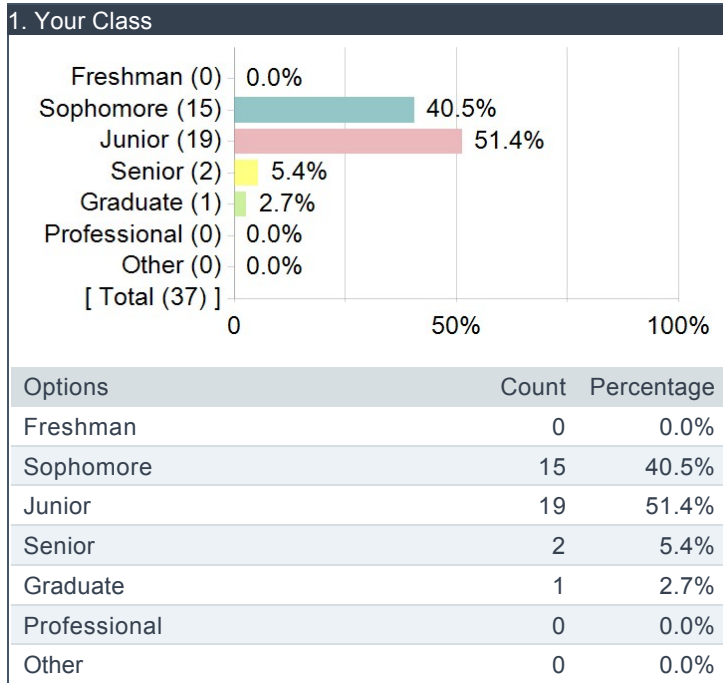 1. Your Class
Freshman (0) 0.0%
Sophomore (15) 40.5%
Junior (19) 51.4%
Senior (2) 5.4%
Graduate (1) 2.7%
Professional (0) 0.0%
Other (0) 0.0%
[ Total (37) ]
0 50% 100%
Options Count Percentage
Freshman 0 0.0%
Sophomore 15 40.5%
Junior 19 51.4%
Senior 2 5.4%
Graduate 1 2.7%
Professional 0 0.0%
Other 0 0.0%